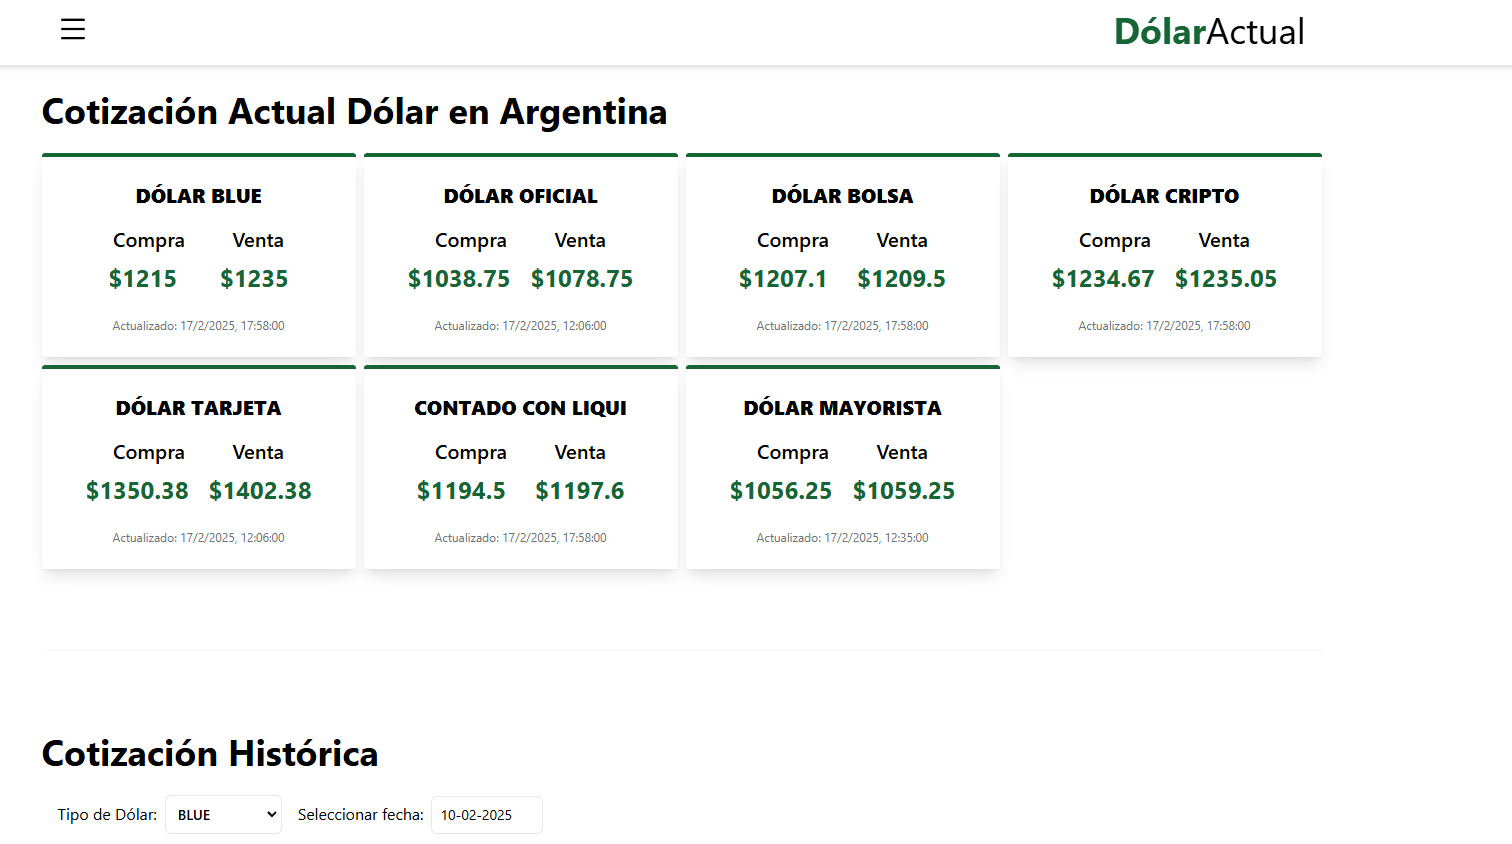 DólarActual
Cotización Actual Dólar en Argentina
DÓLAR BLUE
Compra Venta
$1215 $1235
Actualizado: 17/2/2025, 17:58:00
DÓLAR OFICIAL
Compra Venta
$1038.75 $1078.75
Actualizado: 17/2/2025, 12:06:00
DÓLAR BOLSA
Compra Venta
$1207.1 $1209.5
Actualizado: 17/2/2025, 17:58:00
DÓLAR CRIPTO
Compra Venta
$1234.67 $1235.05
Actualizado: 17/2/2025, 17:58:00
DÓLAR TARJETA
Compra Venta
$1350.38 $1402.38
Actualizado: 17/2/2025, 12:06:00
CONTADO CON LIQUI
Compra Venta
$1194.5 $1197.6
Actualizado: 17/2/2025, 17:58:00
DÓLAR MAYORISTA
Compra Venta
$1056.25 $1059.25
Actualizado: 17/2/2025, 12:35:00
Cotización Histórica
Tipo de Dólar: BLUE Seleccionar fecha: 10-02-2025